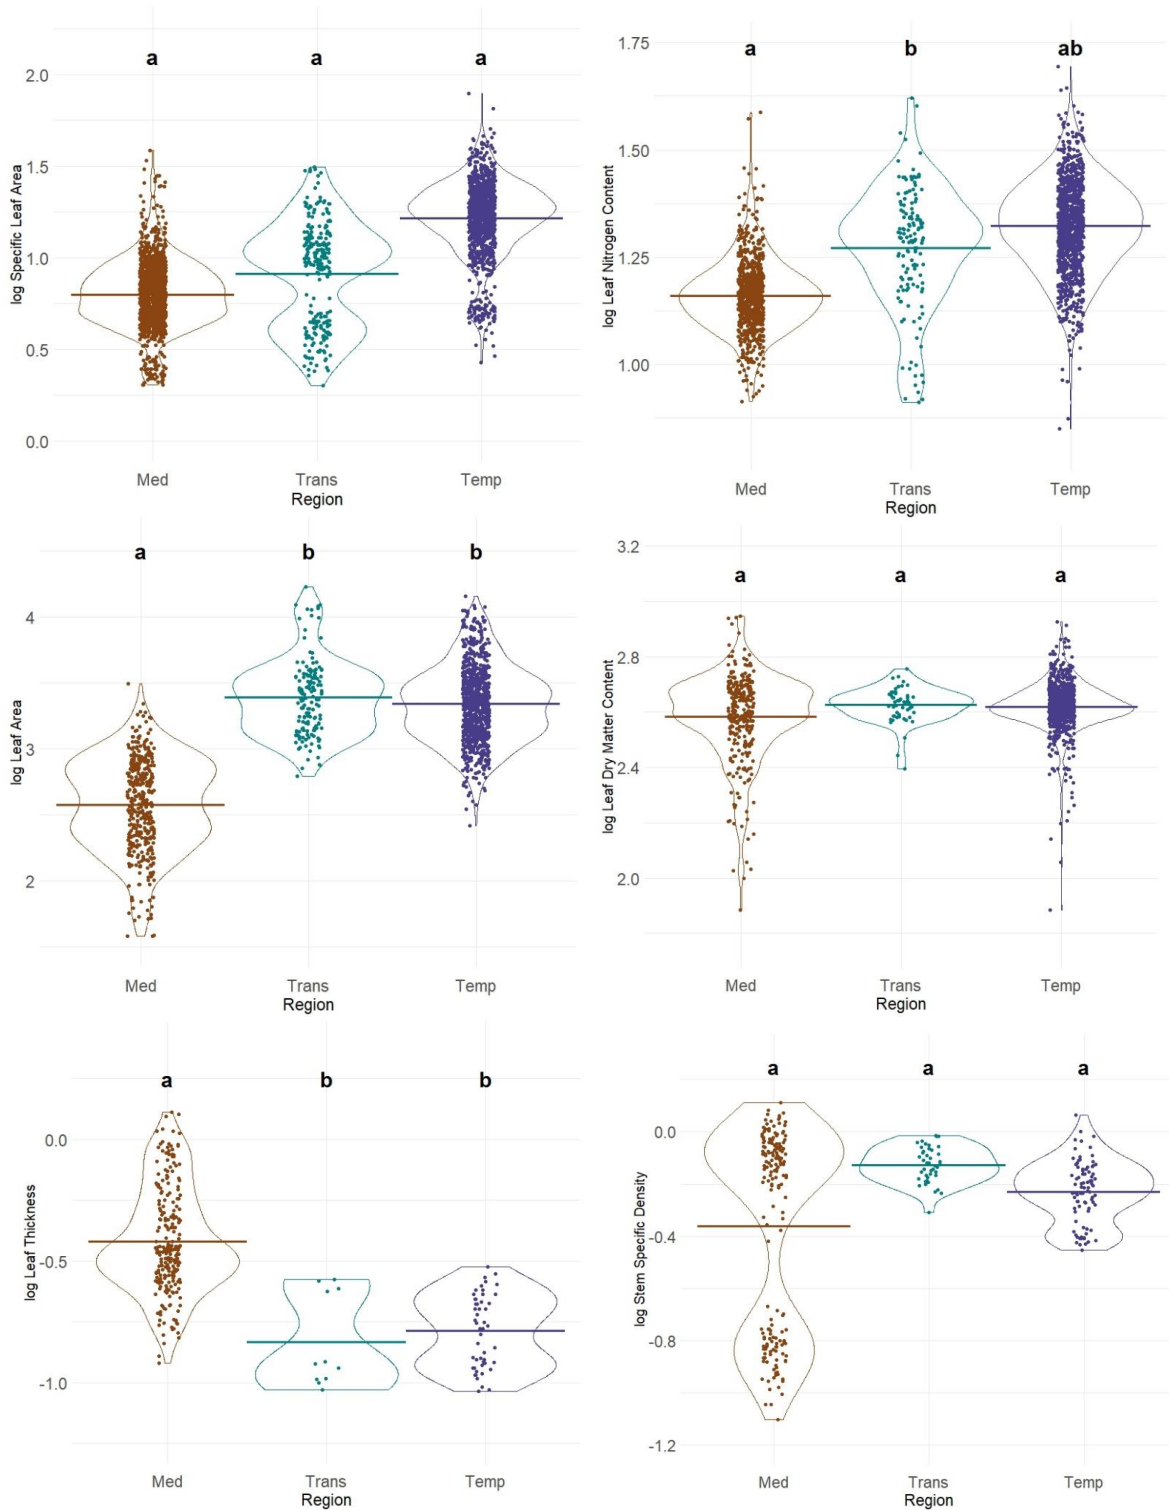 a a a
log Specific Leaf Area
2.0
1.5
1.0
0.5
0.0
Med Trans Temp
Region
a b ab
log Leaf Nitrogen Content
1.75
1.50
1.25
1.00
Med Trans Temp
Region
a b b
log Leaf Area
4
3
2
Med Trans Temp
Region
a a a
log Leaf Dry Matter Content
3.2
2.8
2.4
2.0
Med Trans Temp
Region
a b b
log Leaf Thickness
0.0
-0.5
-1.0
Med Trans Temp
Region
a a a
log Stem Specific Density
0.0
-0.4
-0.8
-1.2
Med Trans Temp
Region